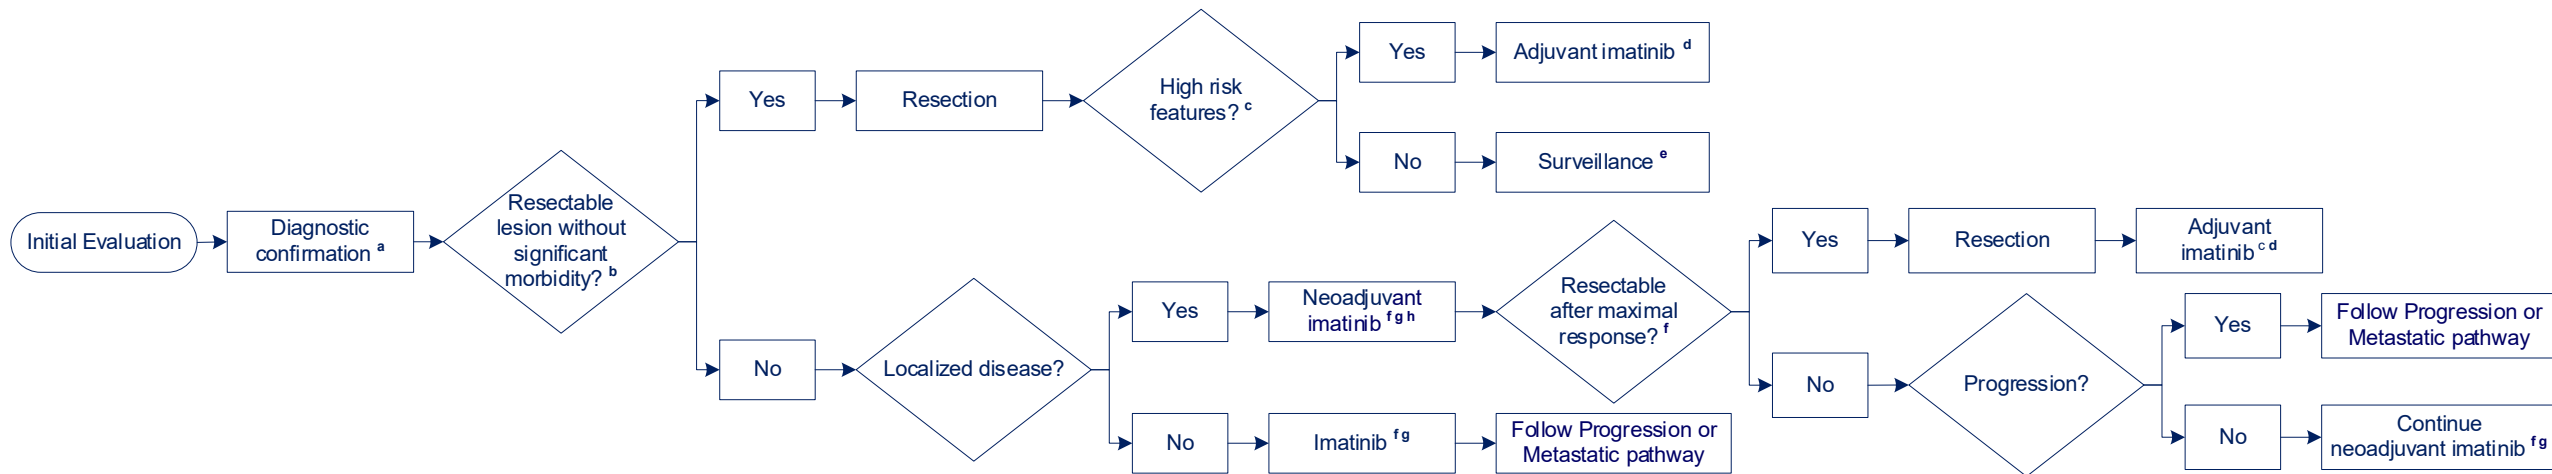 Initial Evaluation
Diagnostic
confirmation a
Resectable
lesion without
significant
morbidity? b
Yes
Resection
High risk
features? c
Yes
Adjuvant imatinib d
No
Surveillance e
No
Localized disease?
Yes
Neoadjuvant
imatinib f g h
Resectable
after maximal
response? f
Yes
Resection
Adjuvant
imatinib c d
No
Progression?
Yes
Follow Progression or
Metastatic pathway
No
Continue
neoadjuvant imatinib f g
No
Imatinib f g
Follow Progression or
Metastatic pathway